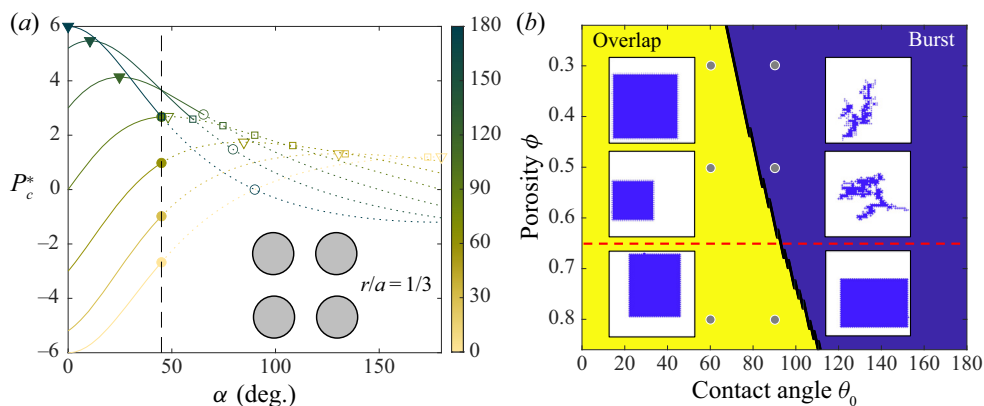 (a)
6
4
2
0
−2
−4
−6
P*c
0
50
100
150
α (deg.)
r/a = 1/3
180
150
120
90
60
30
0
(b)
Overlap
Burst
0.3
0.4
0.5
0.6
0.7
0.8
Porosity ϕ
0 20 40 60 80 100 120 140 160 180
Contact angle θ0